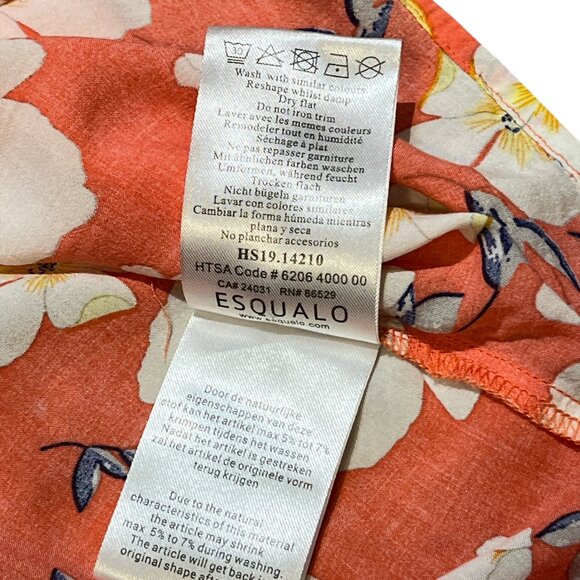 30
Wash with similar colours
Reshape whilst damp
Dry flat
Do not iron trim
Laver avec les memes couleurs
Remodeler tout en humidité
Séchage à plat
Ne pas repasser garniture
Mit ähnlichen farben waschen
Umformen, während feucht
Trocken flach
Nicht bügeln garnituren
Lavar con colores similares
Cambiar la forma húmeda mientras
plana y seca
No planchar accesorios
HS19.14210
HTSA Code # 6206 4000 00
CA# 24031 RN# 86529
ESQUALO
www.esqualo.com
Door de natuurlijke
eigenschappen van deze
stof kan het artikel max 5% tot 7%
krimpen tijdens het wassen.
Nadat het artikel is gestreken
zal het artikel de originele vorm
terug krijgen
Due to the natural
characteristics of this material
the article may shrink
max 5% to 7% during washing.
The article will get back i
original shape after